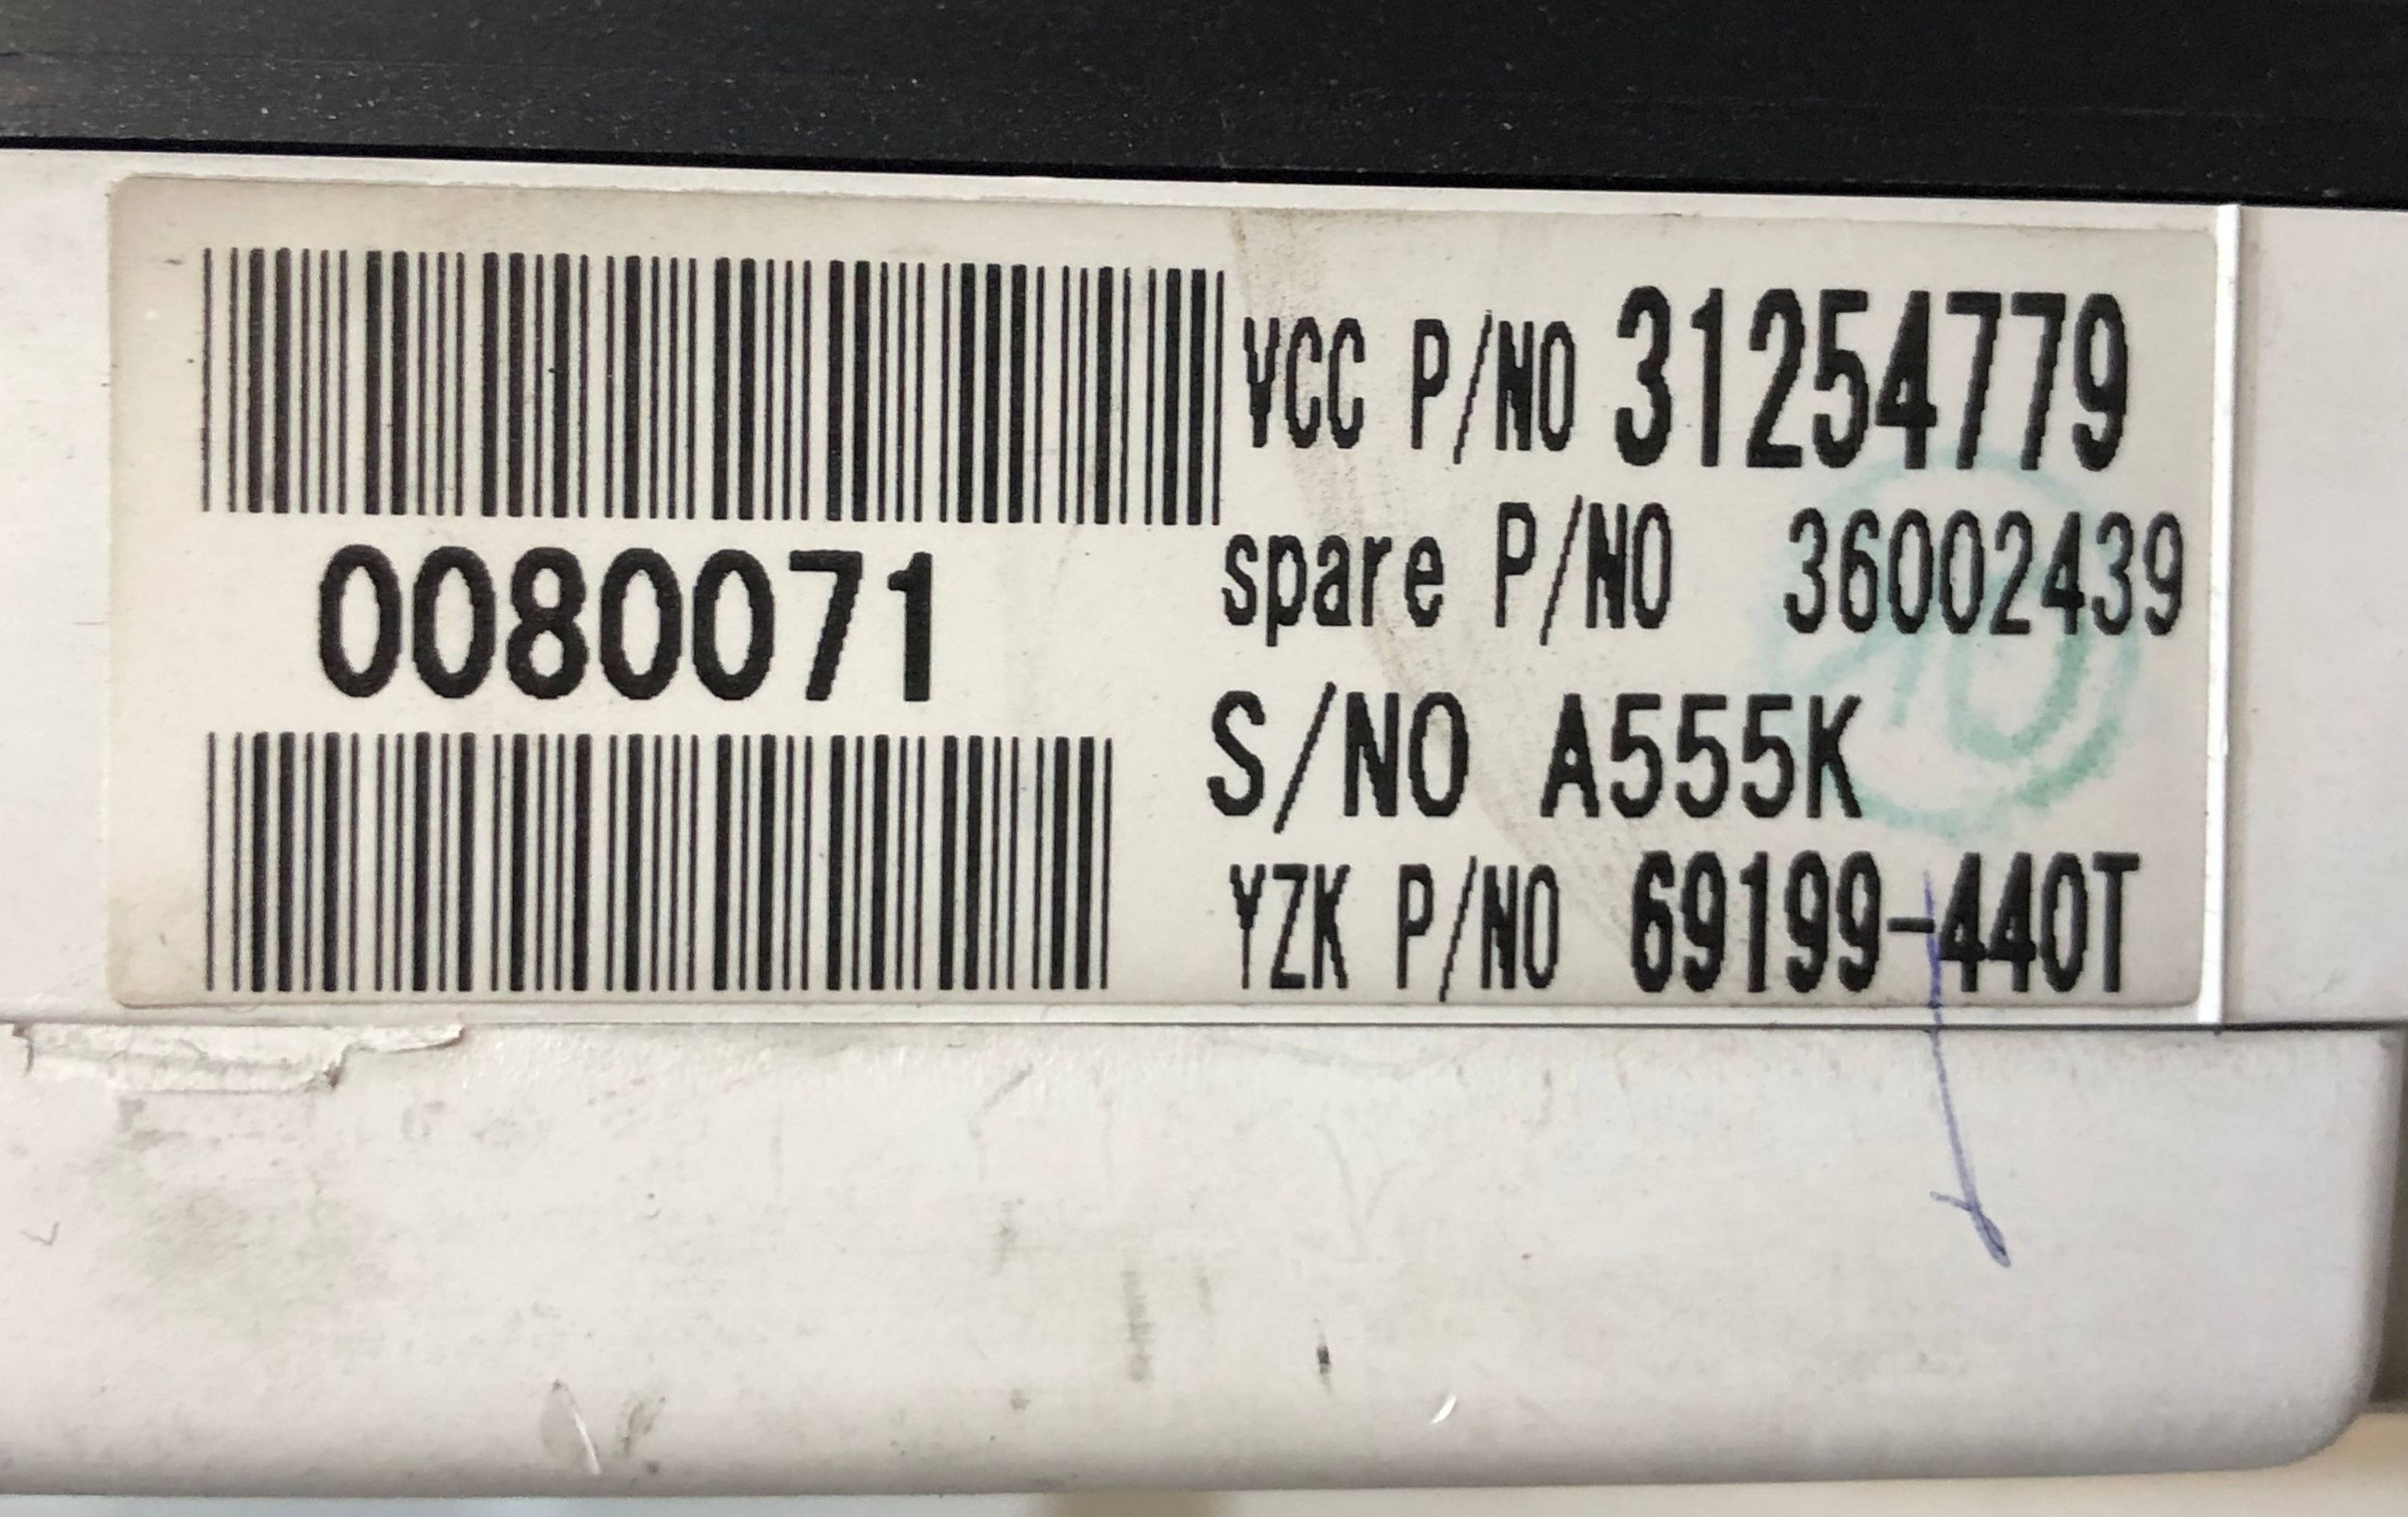 VCC P/NO 31254779
spare P/NO 36002439
0080071
S/NO A555K
YZK P/NO 69199-440T